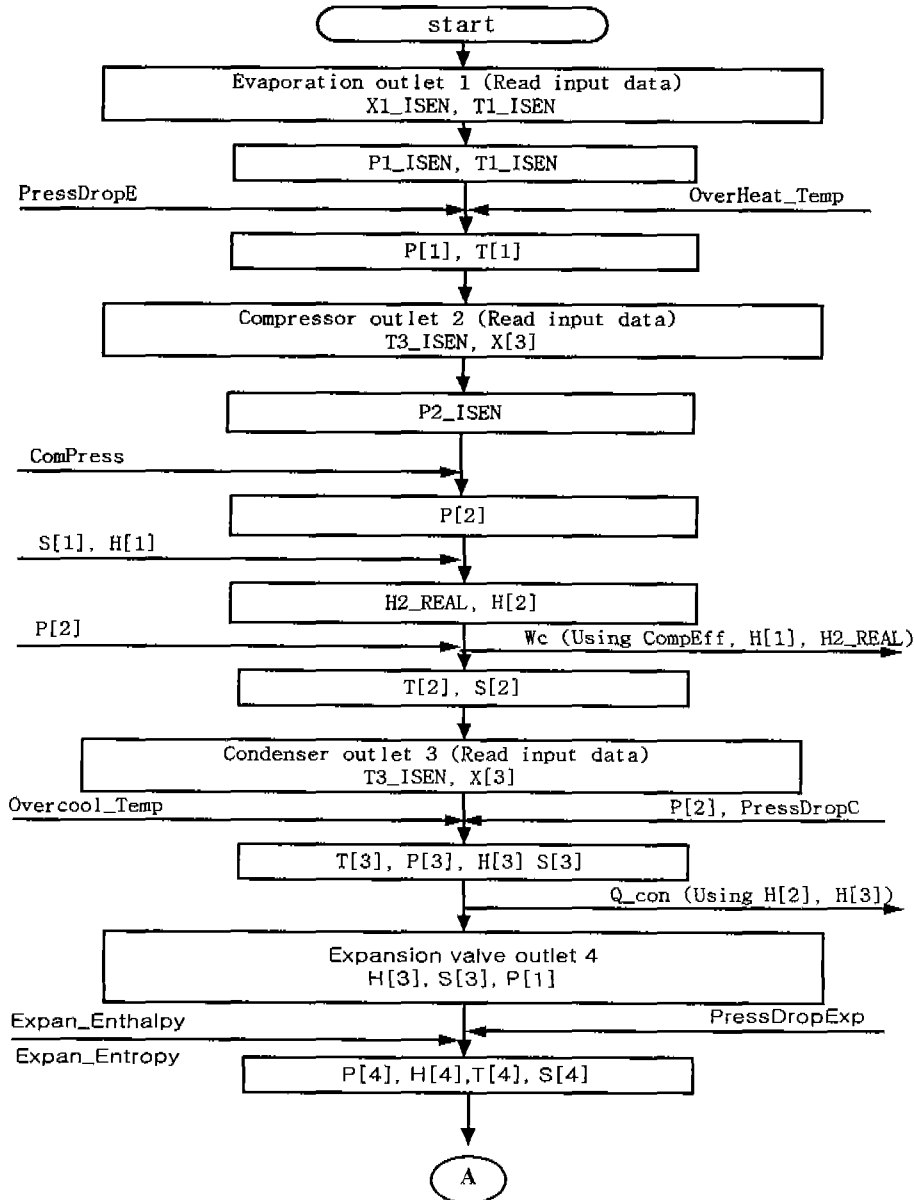 start
Evaporation outlet 1 (Read input data)
X1_ISEN, T1_ISEN
P1_ISEN, T1_ISEN
PressDropE
OverHeat_Temp
P[1], T[1]
Compressor outlet 2 (Read input data)
T3_ISEN, X[3]
P2_ISEN
ComPress
P[2]
S[1], H[1]
H2_REAL, H[2]
P[2]
Wc (Using CompEff, H[1], H2_REAL)
T[2], S[2]
Condenser outlet 3 (Read input data)
T3_ISEN, X[3]
Overcool_Temp
P[2], PressDropC
T[3], P[3], H[3] S[3]
Q_con (Using H[2], H[3])
Expansion valve outlet 4
H[3], S[3], P[1]
Expan_Enthalpy
PressDropExp
Expan_Entropy
P[4], H[4],T[4], S[4]
A